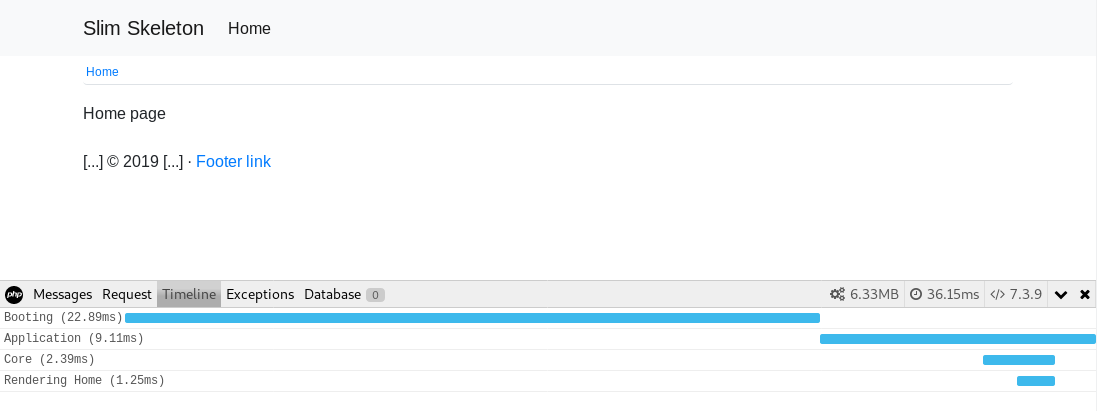 Slim Skeleton Home
Home
Home page
[...] © 2019 [...] · Footer link
php Messages Request Timeline Exceptions Database 0 6.33MB 36.15ms 7.3.9
Booting (22.89ms)
Application (9.11ms)
Core (2.39ms)
Rendering Home (1.25ms)